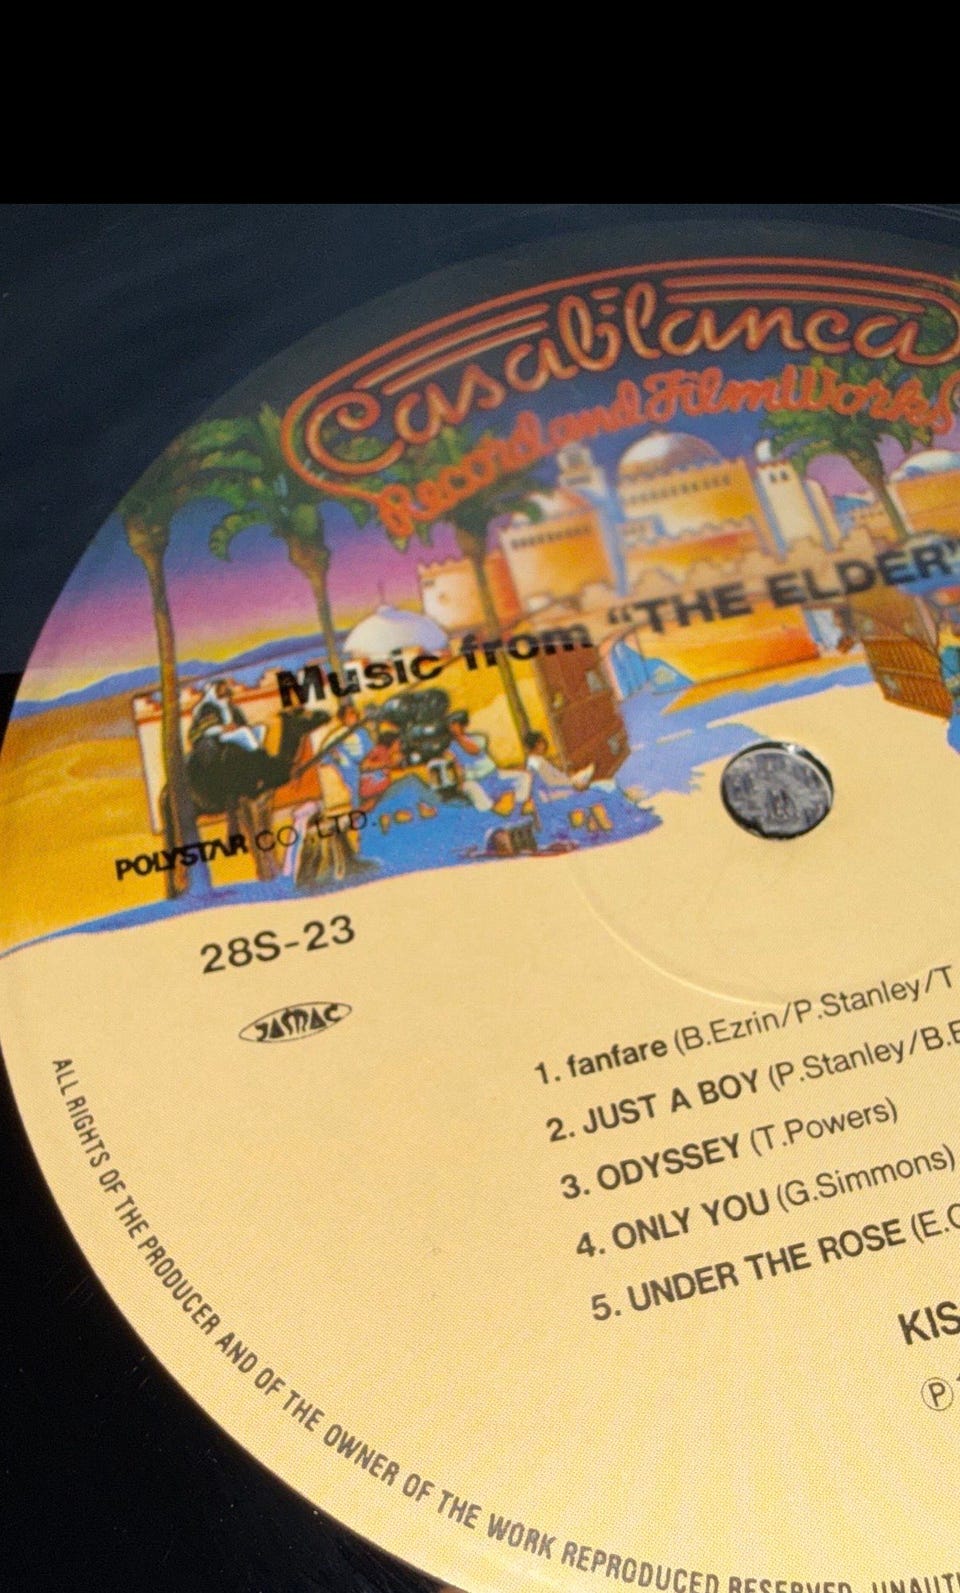 Casablanca
Record and FilmWorks
Music from "THE ELDER"
POLYSTAR CO., LTD.
28S-23
JASRAC
1. fanfare (B.Ezrin/P.Stanley/T
2. JUST A BOY (P.Stanley/B.E
3. ODYSSEY (T.Powers)
4. ONLY YOU (G.Simmons)
5. UNDER THE ROSE (E.C
KIS
Ⓟ
ALL RIGHTS OF THE PRODUCER AND OF THE OWNER OF THE WORK REPRODUCED RESERVED. UNAUT